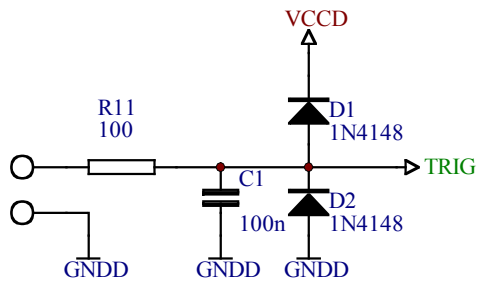 VCCD
R11
100
D1
1N4148
TRIG
C1
100n
D2
1N4148
GNDD
GNDD
GNDD